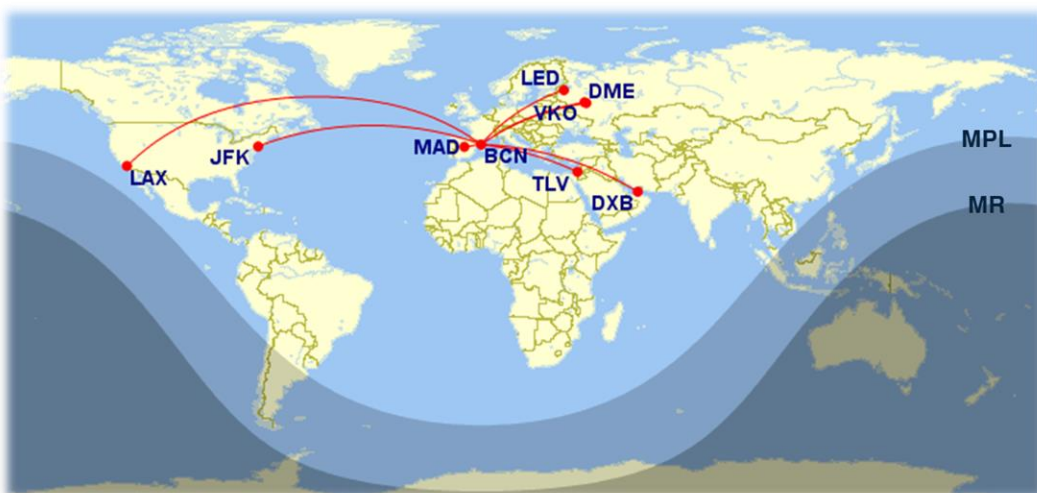 LED
DME
VKO
MPL
JFK
MAD
BCN
LAX
TLV
DXB
MR